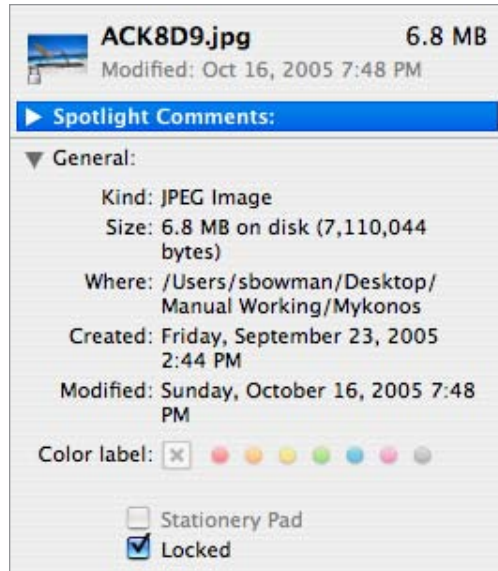 ACK8D9.jpg 6.8 MB
Modified: Oct 16, 2005 7:48 PM
Spotlight Comments:
General:
Kind: JPEG Image
Size: 6.8 MB on disk (7,110,044
bytes)
Where: /Users/sbowman/Desktop/
Manual Working/Mykonos
Created: Friday, September 23, 2005
2:44 PM
Modified: Sunday, October 16, 2005 7:48
PM
Color label:
Stationery Pad
Locked